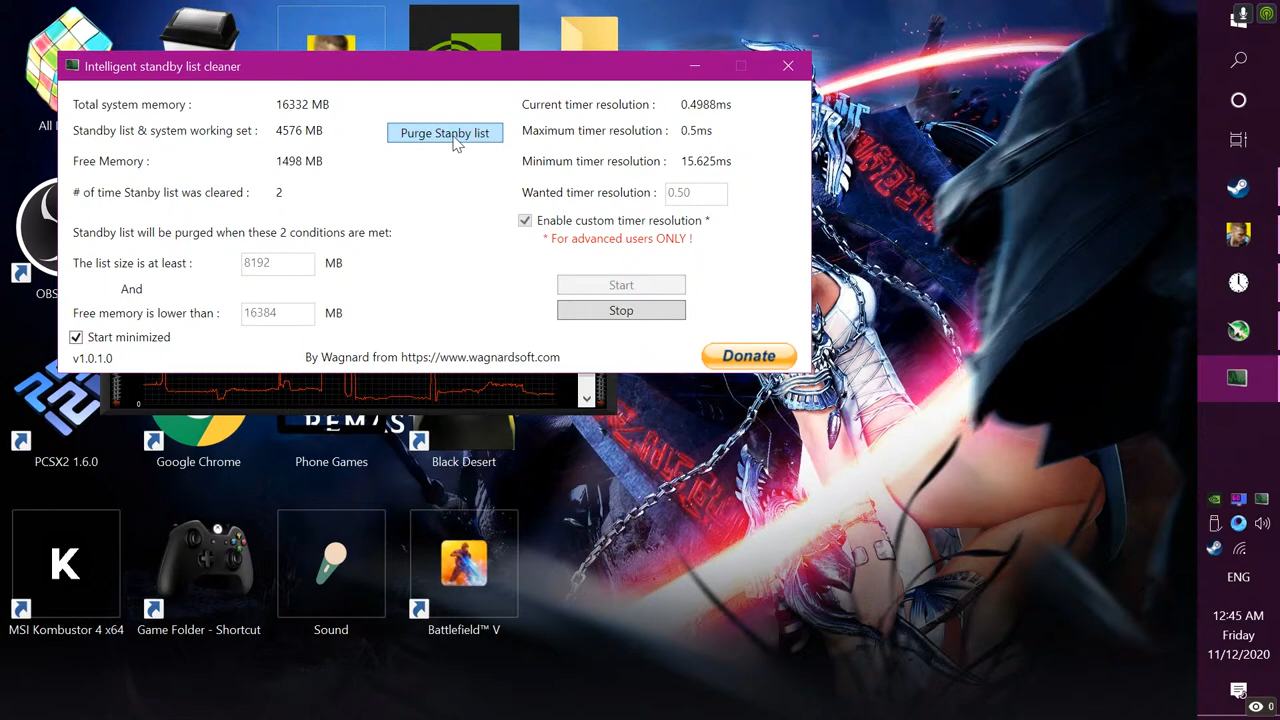 Intelligent standby list cleaner
Total system memory : 16332 MB
Standby list & system working set : 4576 MB
Free Memory : 1498 MB
# of time Stanby list was cleared : 2
Purge Stanby list
Standby list will be purged when these 2 conditions are met:
The list size is at least : 8192 MB
And
Free memory is lower than : 16384 MB
Start minimized
v1.0.1.0
By Wagnard from https://www.wagnardsoft.com
Current timer resolution : 0.4988ms
Maximum timer resolution : 0.5ms
Minimum timer resolution : 15.625ms
Wanted timer resolution : 0.50
Enable custom timer resolution *
* For advanced users ONLY !
Start
Stop
Donate
0
PCSX2 1.6.0
Google Chrome
Phone Games
Black Desert
K
MSI Kombustor 4 x64
Game Folder - Shortcut
Sound
Battlefield™ V
ENG
12:45 AM
Friday
11/12/2020
0